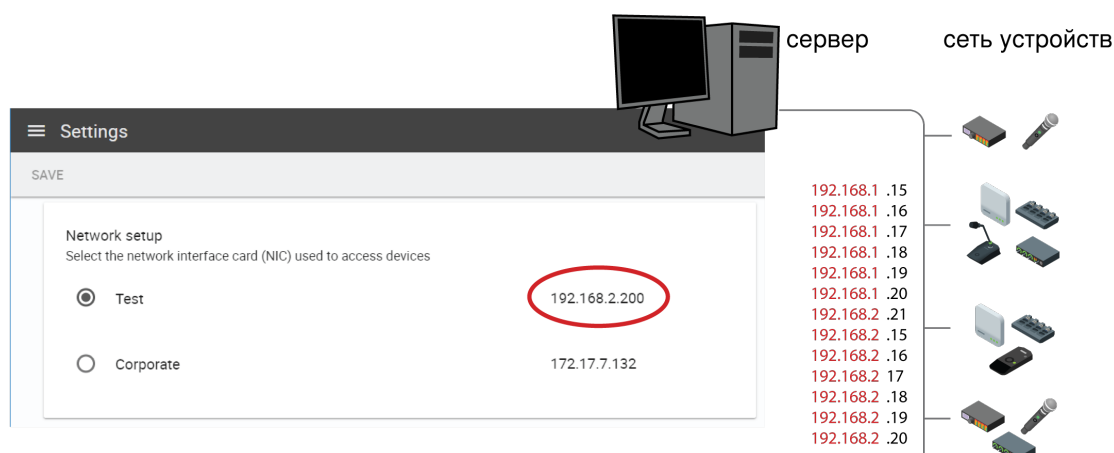 сервер
сеть устройств
Settings
SAVE
Network setup
Select the network interface card (NIC) used to access devices
Test 192.168.2.200
Corporate 172.17.7.132
192.168.1 .15
192.168.1 .16
192.168.1 .17
192.168.1 .18
192.168.1 .19
192.168.1 .20
192.168.2 .21
192.168.2 .15
192.168.2 .16
192.168.2 17
192.168.2 .18
192.168.2 .19
192.168.2 .20